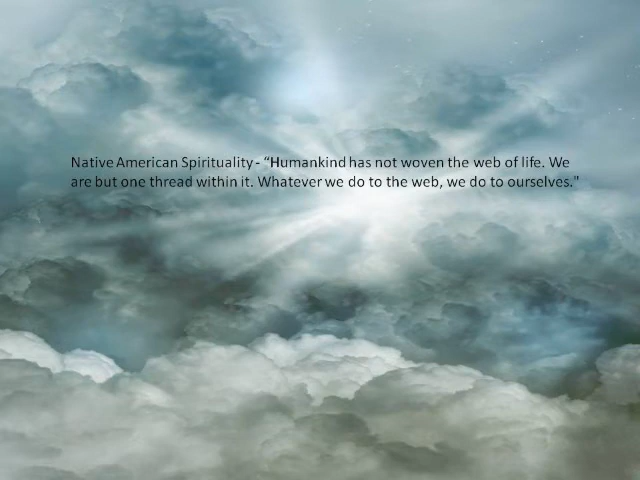 Native American Spirituality - “Humankind has not woven the web of life. We
are but one thread within it. Whatever we do to the web, we do to ourselves."